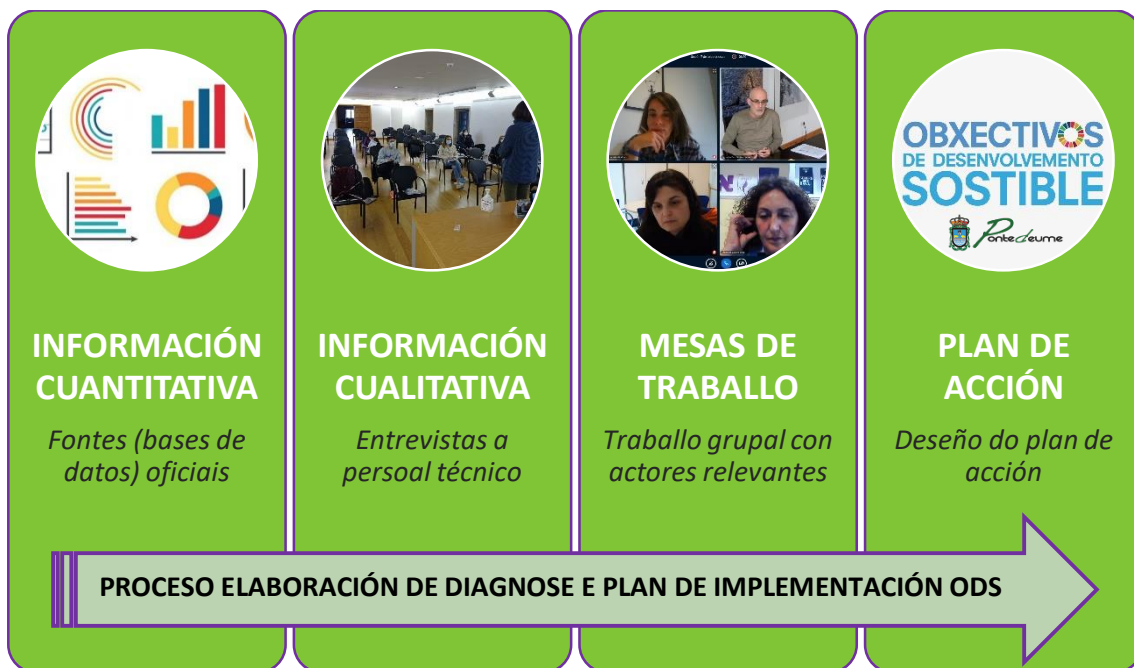 OBXECTIVOS
DE DESENVOLVEMENTO
SOSTIBLE
Pontedeume
INFORMACIÓN
CUANTITATIVA
Fontes (bases de
datos) oficiais
INFORMACIÓN
CUALITATIVA
Entrevistas a
persoal técnico
MESAS DE
TRABALLO
Traballo grupal con
actores relevantes
PLAN DE
ACCIÓN
Deseño do plan de
acción
PROCESO ELABORACIÓN DE DIAGNOSE E PLAN DE IMPLEMENTACIÓN ODS